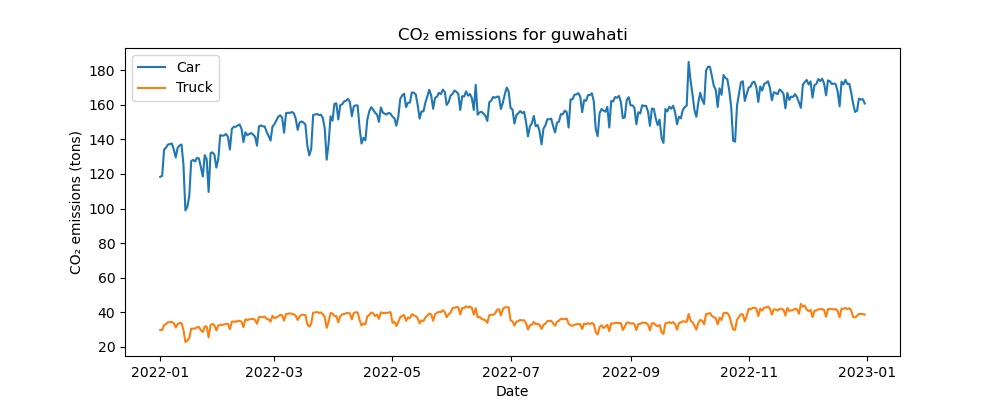 CO₂ emissions for guwahati
Car
Truck
CO₂ emissions (tons)
180
160
140
120
100
80
60
40
20
2022-01 2022-03 2022-05 2022-07 2022-09 2022-11 2023-01
Date